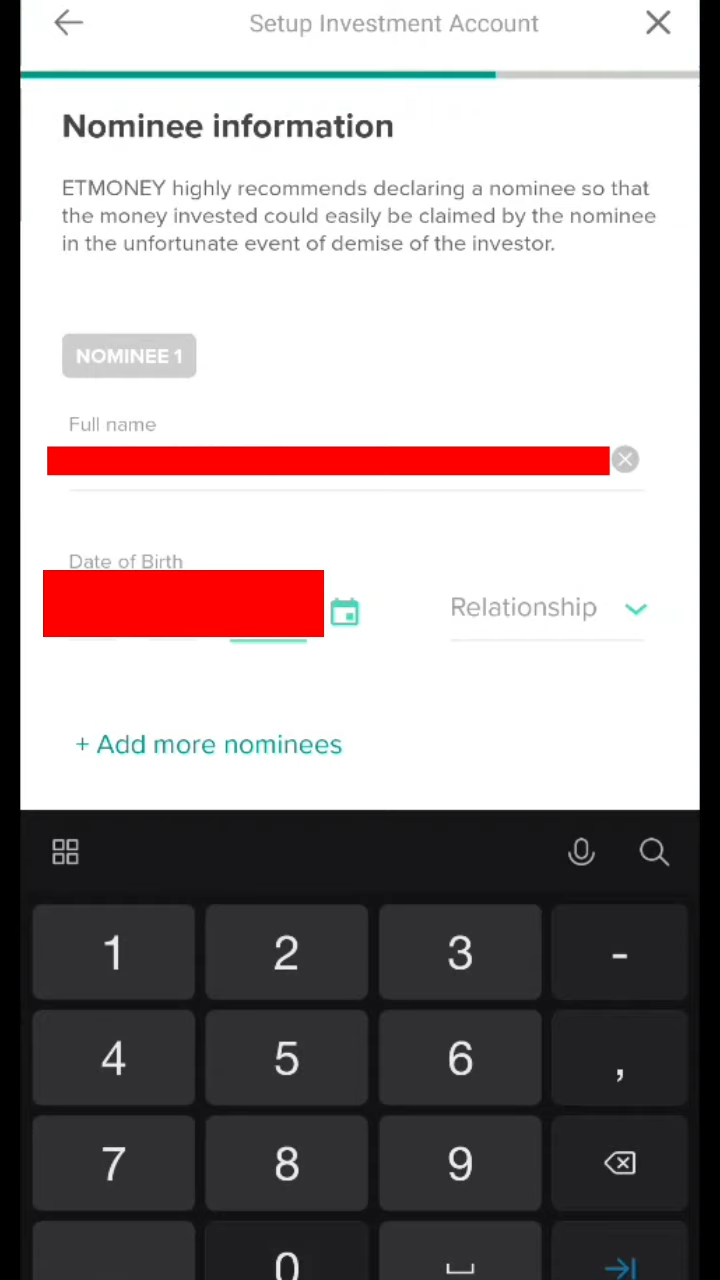 Setup Investment Account
Nominee information
ETMONEY highly recommends declaring a nominee so that
the money invested could easily be claimed by the nominee
in the unfortunate event of demise of the investor.
NOMINEE 1
Full name
Date of Birth
Relationship
+ Add more nominees
1 2 3 -
4 5 6 ,
7 8 9
0